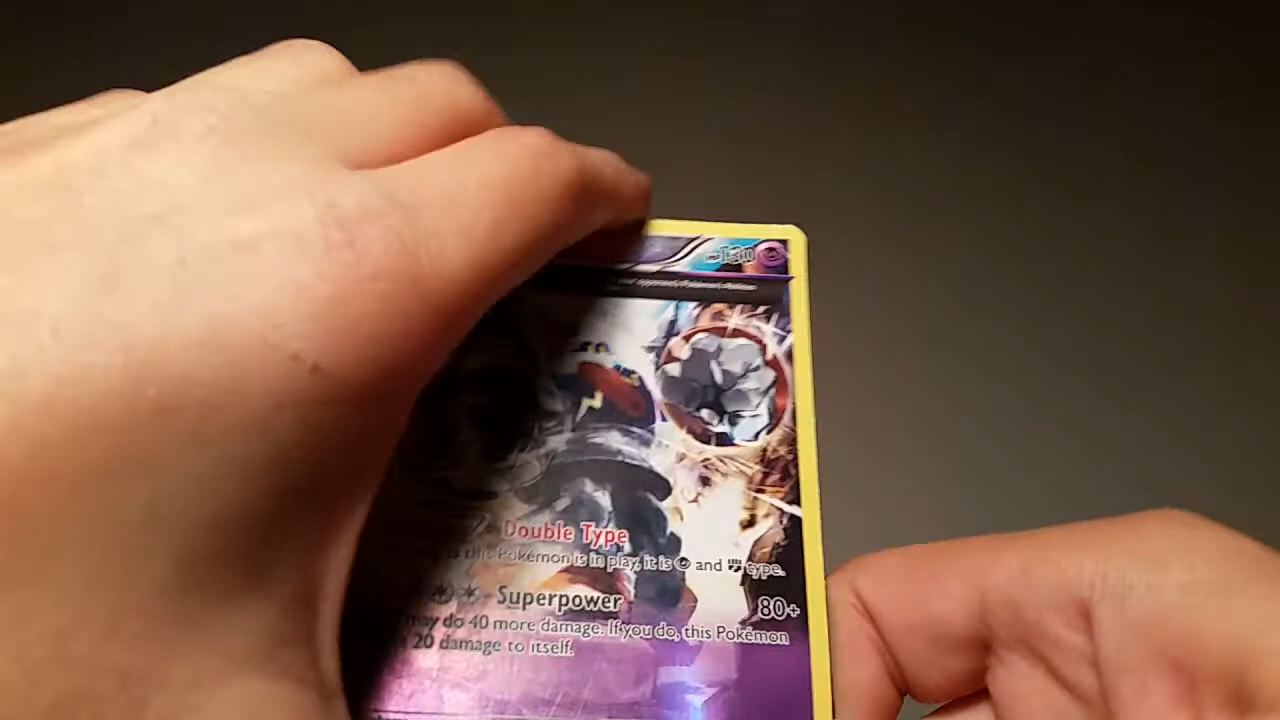 130
Double Type
this Pokémon is in play, it is and type.
Superpower 80+
may do 40 more damage. If you do, this Pokémon
20 damage to itself.